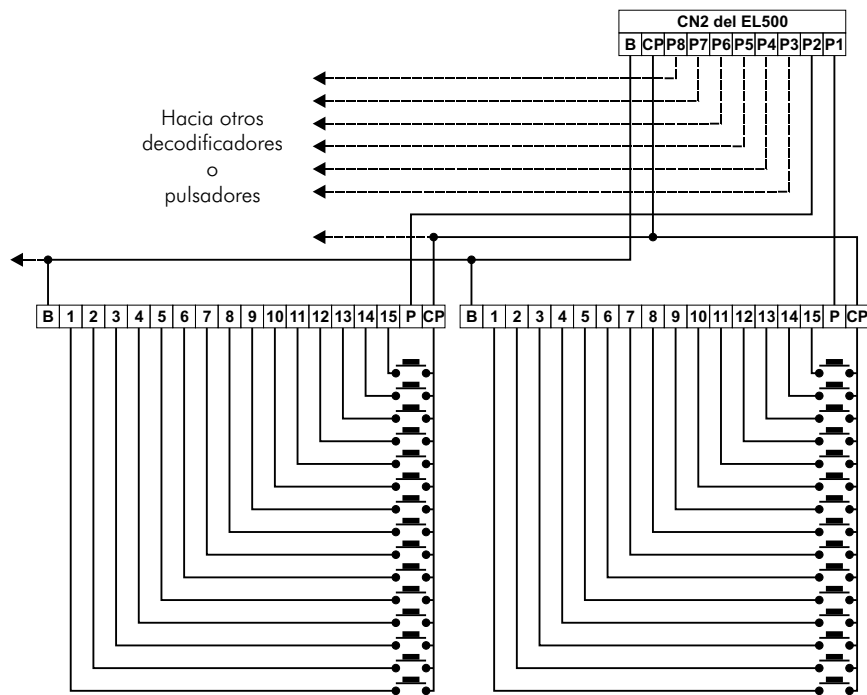 CN2 del EL500
B CP P8 P7 P6 P5 P4 P3 P2 P1
Hacia otros
decodificadores
o
pulsadores
B 1 2 3 4 5 6 7 8 9 10 11 12 13 14 15 P CP
B 1 2 3 4 5 6 7 8 9 10 11 12 13 14 15 P CP